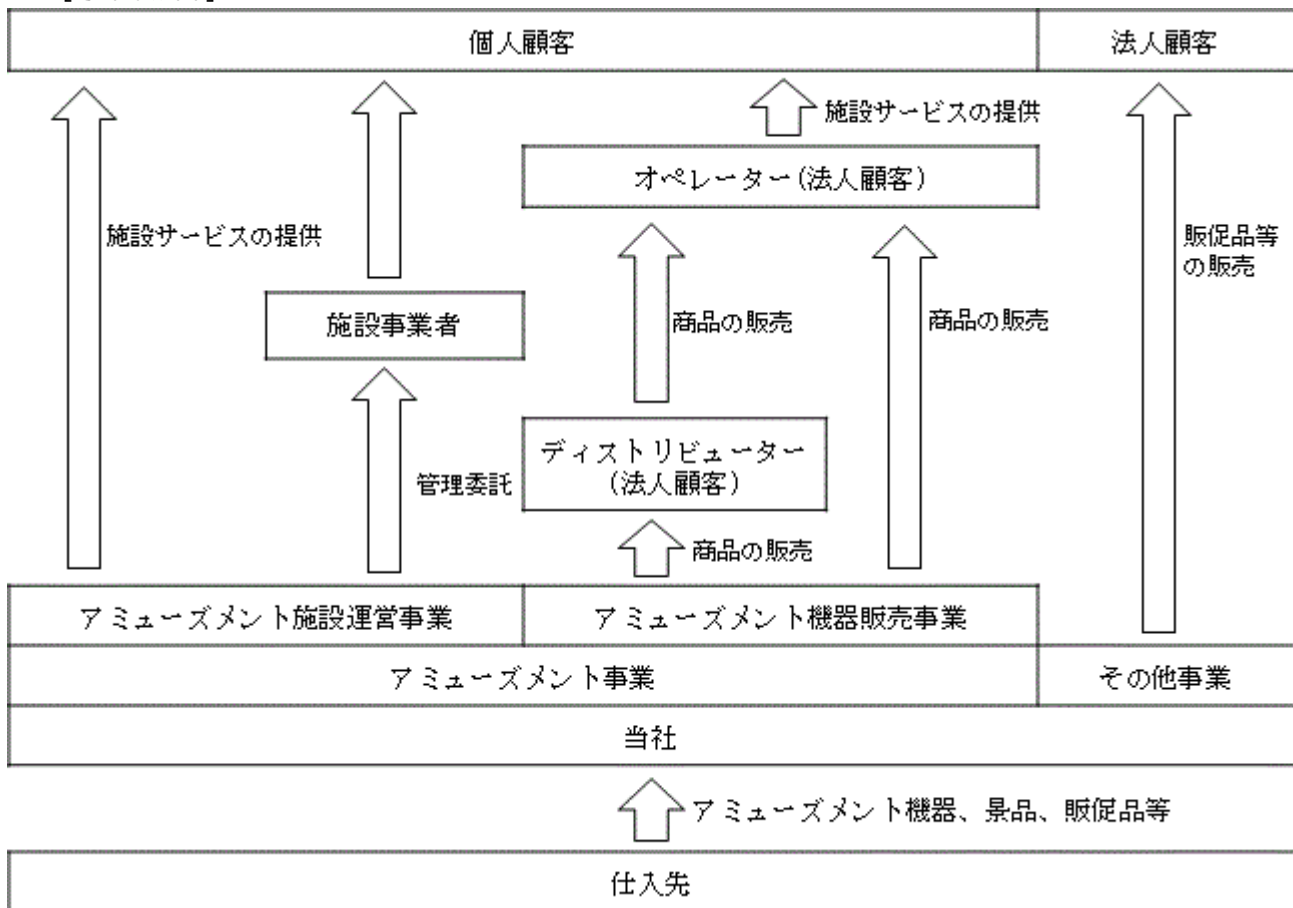 個人顧客
法人顧客
施設サービスの提供
オペレーター(法人顧客)
施設サービスの提供
販促品等
の販売
施設事業者
商品の販売
商品の販売
ディストリビューター
(法人顧客)
管理委託
商品の販売
アミューズメント施設運営事業
アミューズメント機器販売事業
アミューズメント事業
その他事業
当社
アミューズメント機器、景品、販促品等
仕入先